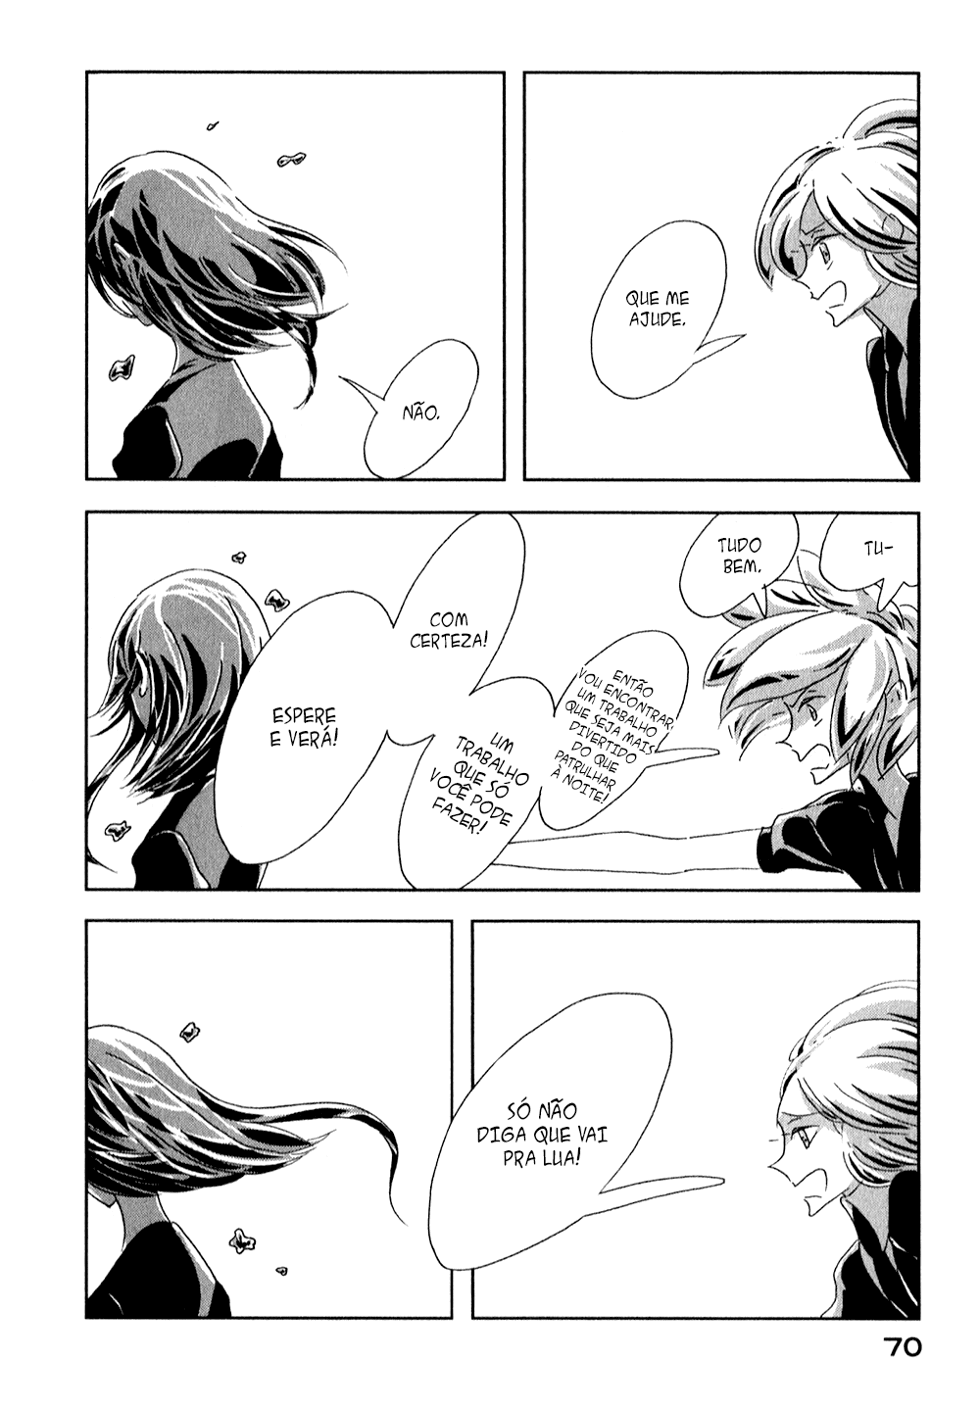 QUE ME
AJUDE.
NÃO.
TU-
TUDO
BEM.
ENTÃO
VOU ENCONTRAR
UM TRABALHO
QUE SEJA MAIS
DIVERTIDO
DO QUE
PATRULHAR
À NOITE!
UM
TRABALHO
QUE SÓ
VOCÊ PODE
FAZER!
COM
CERTEZA!
ESPERE
E VERÁ!
SÓ NÃO
DIGA QUE VAI
PRA LUA!
70